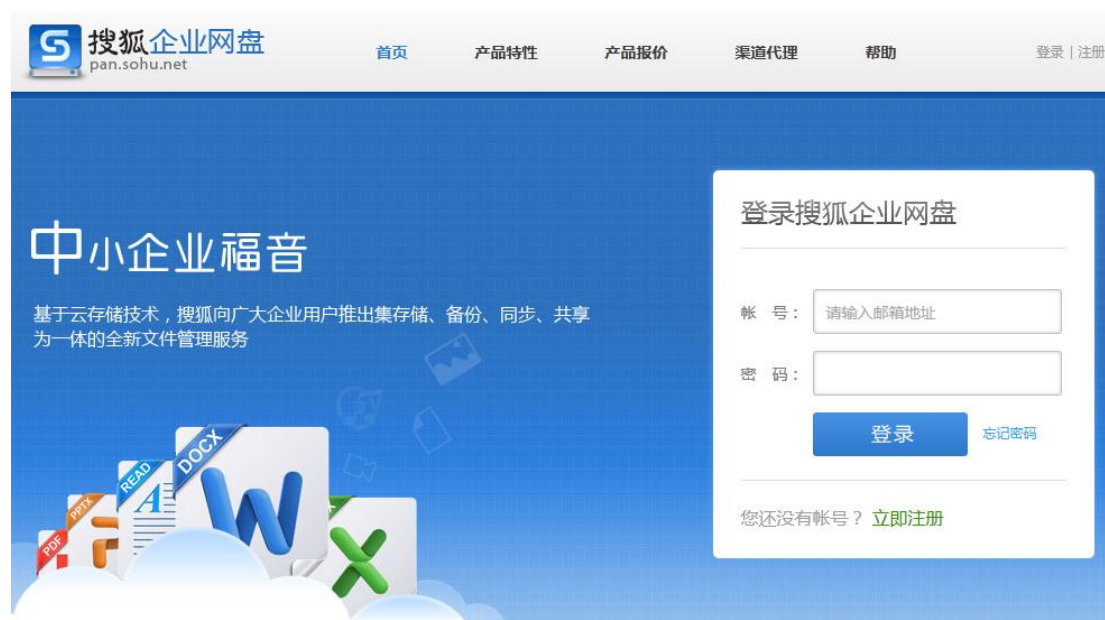 搜狐企业网盘
pan.sohu.net
首页 产品特性 产品报价 渠道代理 帮助 登录 | 注册
中小企业福音
基于云存储技术，搜狐向广大企业用户推出集存储、备份、同步、共享
为一体的全新文件管理服务
登录搜狐企业网盘
帐 号： 请输入邮箱地址
密 码：
登录 忘记密码
您还没有帐号？ 立即注册
DOCX
READ
PPTX
PDF